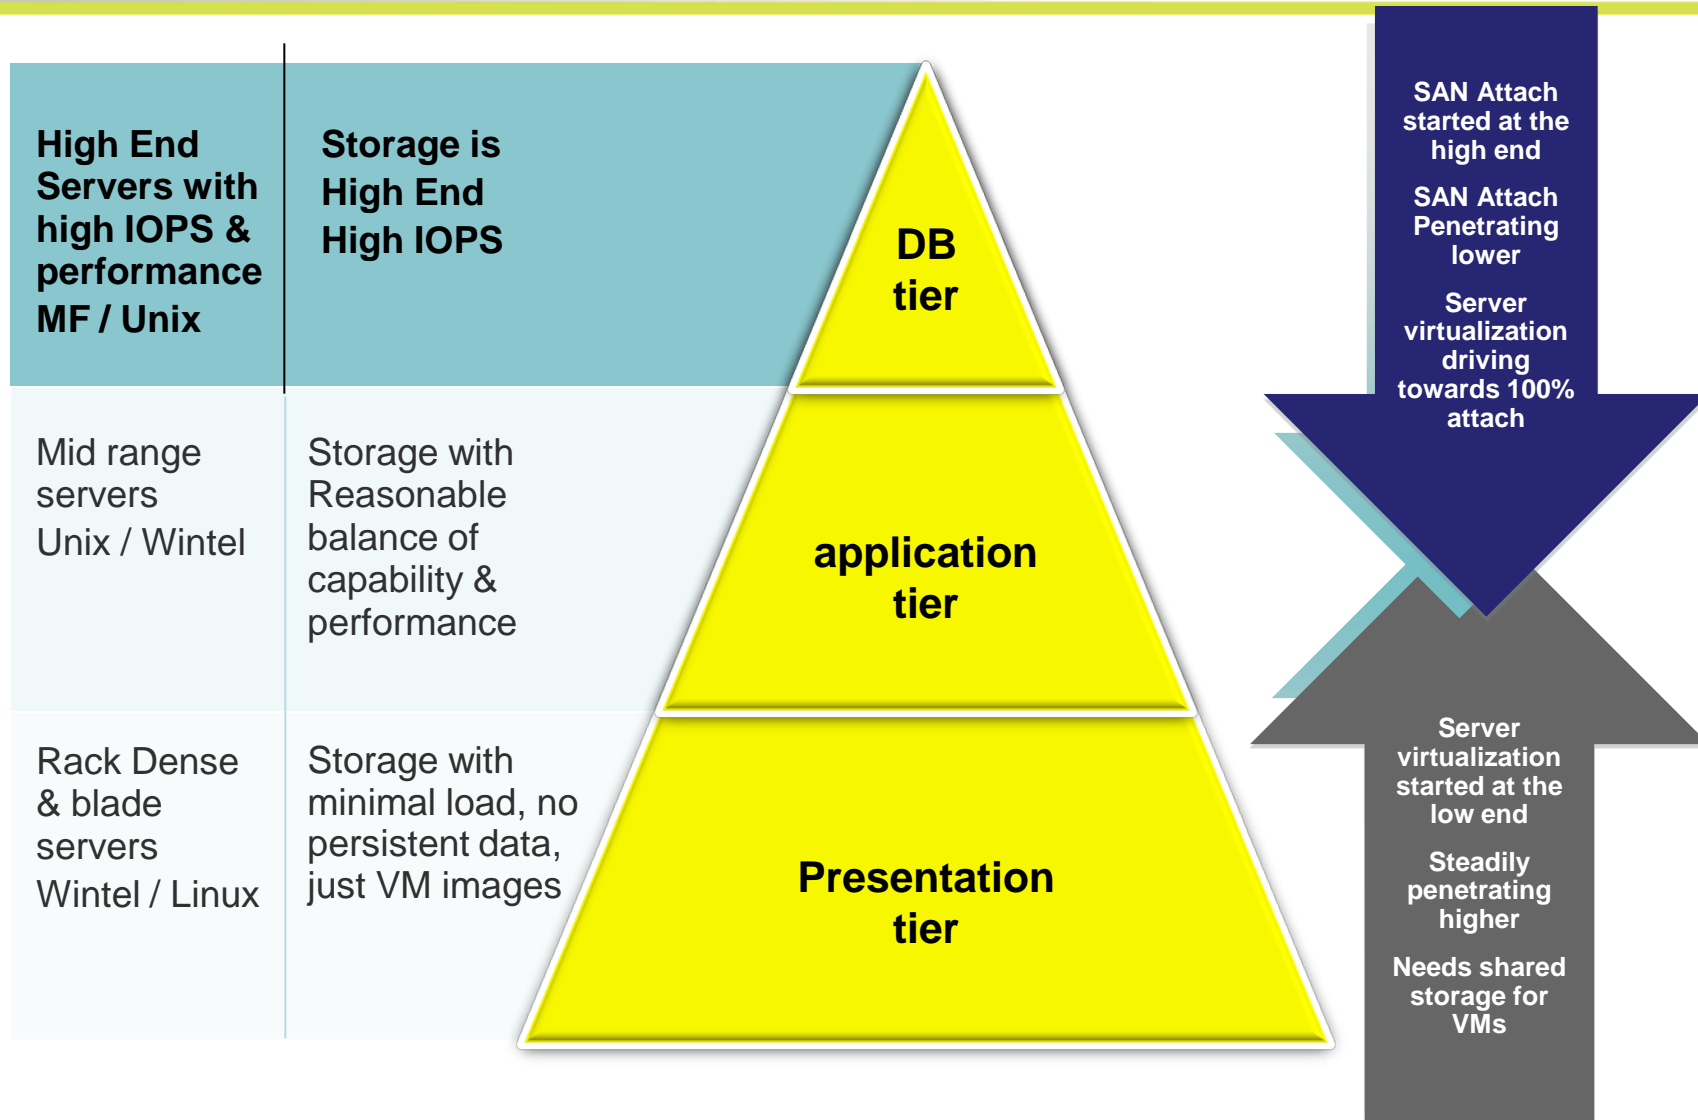 High End
Servers with
high IOPS &
performance
MF / Unix
Storage is
High End
High IOPS
DB
tier
Mid range
servers
Unix / Wintel
Storage with
Reasonable
balance of
capability &
performance
application
tier
Rack Dense
& blade
servers
Wintel / Linux
Storage with
minimal load, no
persistent data,
just VM images
Presentation
tier
SAN Attach
started at the
high end
SAN Attach
Penetrating
lower
Server
virtualization
driving
towards 100%
attach
Server
virtualization
started at the
low end
Steadily
penetrating
higher
Needs shared
storage for
VMs